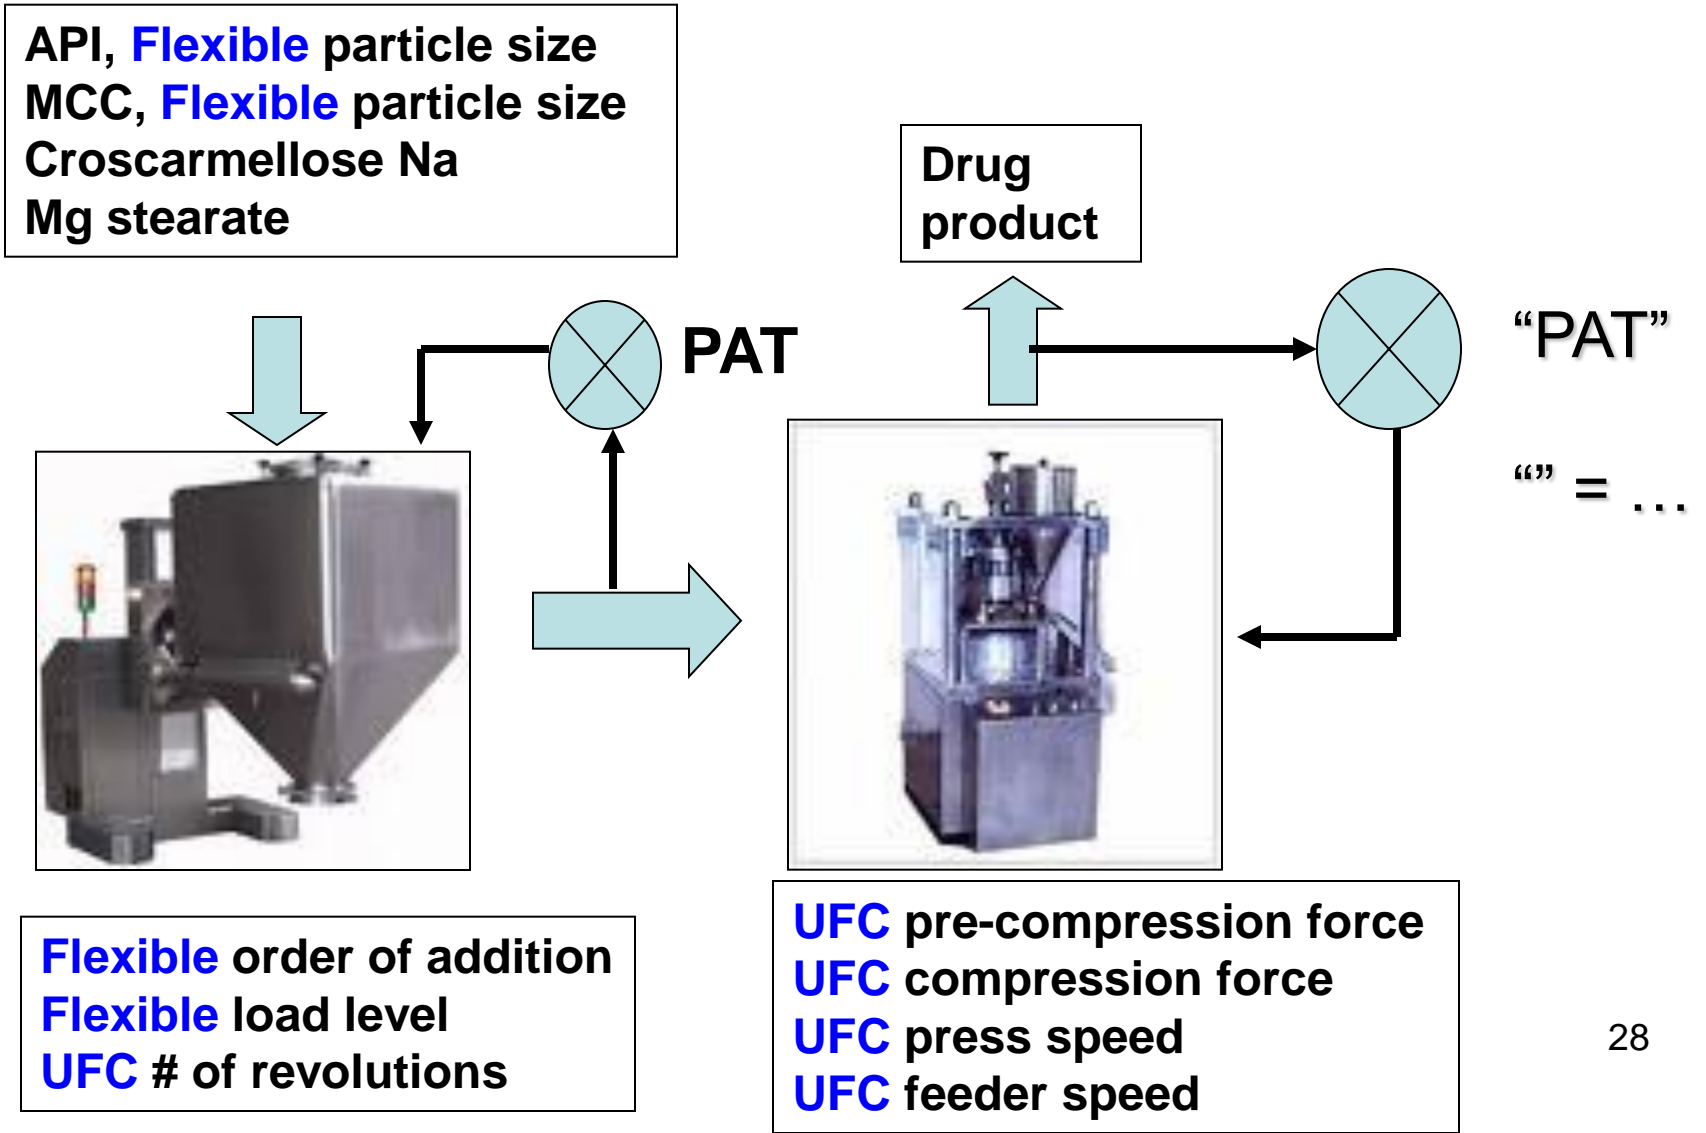 API, Flexible particle size
MCC, Flexible particle size
Croscarmellose Na
Mg stearate
Drug
product
PAT
“PAT”
“” = …
Flexible order of addition
Flexible load level
UFC # of revolutions
UFC pre-compression force
UFC compression force
UFC press speed
UFC feeder speed
28